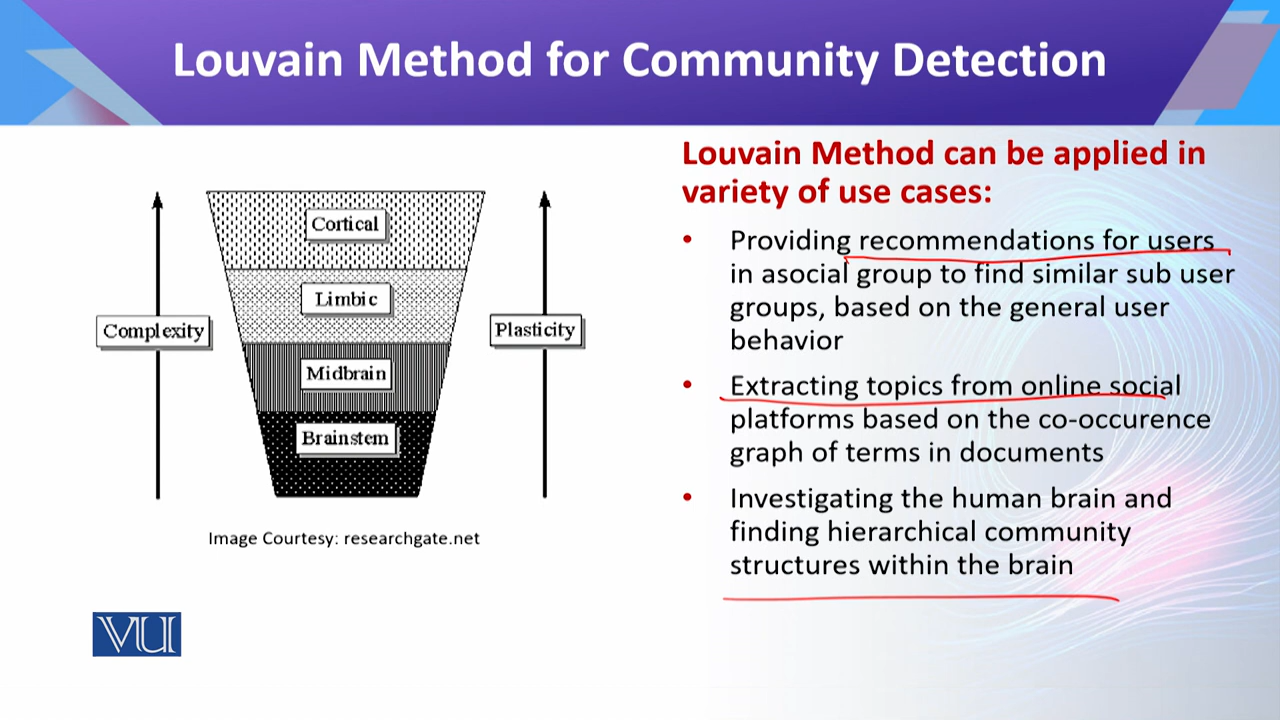 Louvain Method for Community Detection
Cortical
Limbic
Complexity
Plasticity
Midbrain
Brainstem
Image Courtesy: researchgate.net
VU
Louvain Method can be applied in
variety of use cases:
• Providing recommendations for users
in asocial group to find similar sub user
groups, based on the general user
behavior
• Extracting topics from online social
platforms based on the co-occurence
graph of terms in documents
• Investigating the human brain and
finding hierarchical community
structures within the brain